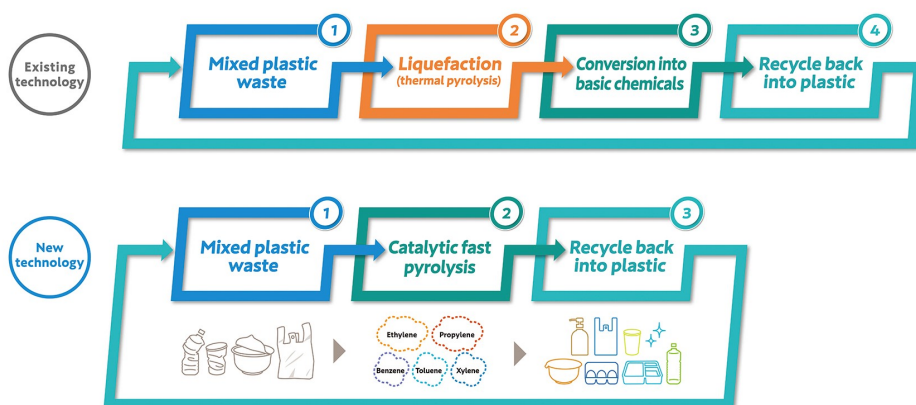 Existing
technology
1
Mixed plastic
waste
2
Liquefaction
(thermal pyrolysis)
3
Conversion into
basic chemicals
4
Recycle back
into plastic
New
technology
1
Mixed plastic
waste
2
Catalytic fast
pyrolysis
3
Recycle back
into plastic
Ethylene
Propylene
Benzene
Toluene
Xylene